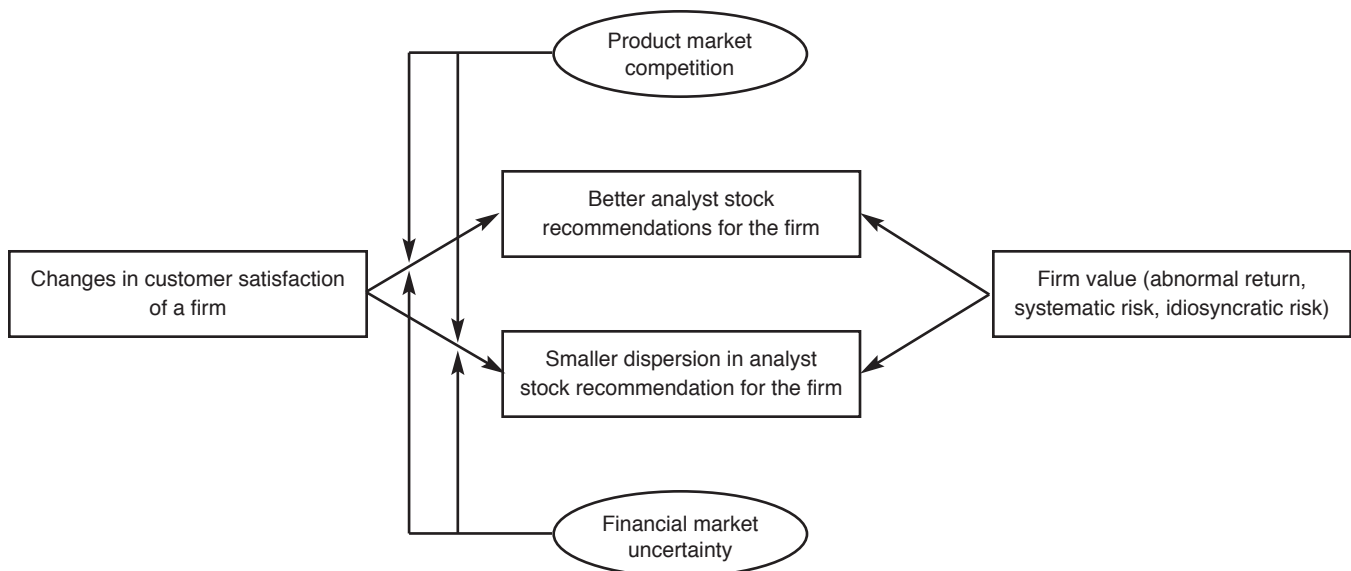 Product market
competition
Better analyst stock
recommendations for the firm
Changes in customer satisfaction
of a firm
Firm value (abnormal return,
systematic risk, idiosyncratic risk)
Smaller dispersion in analyst
stock recommendation for the firm
Financial market
uncertainty